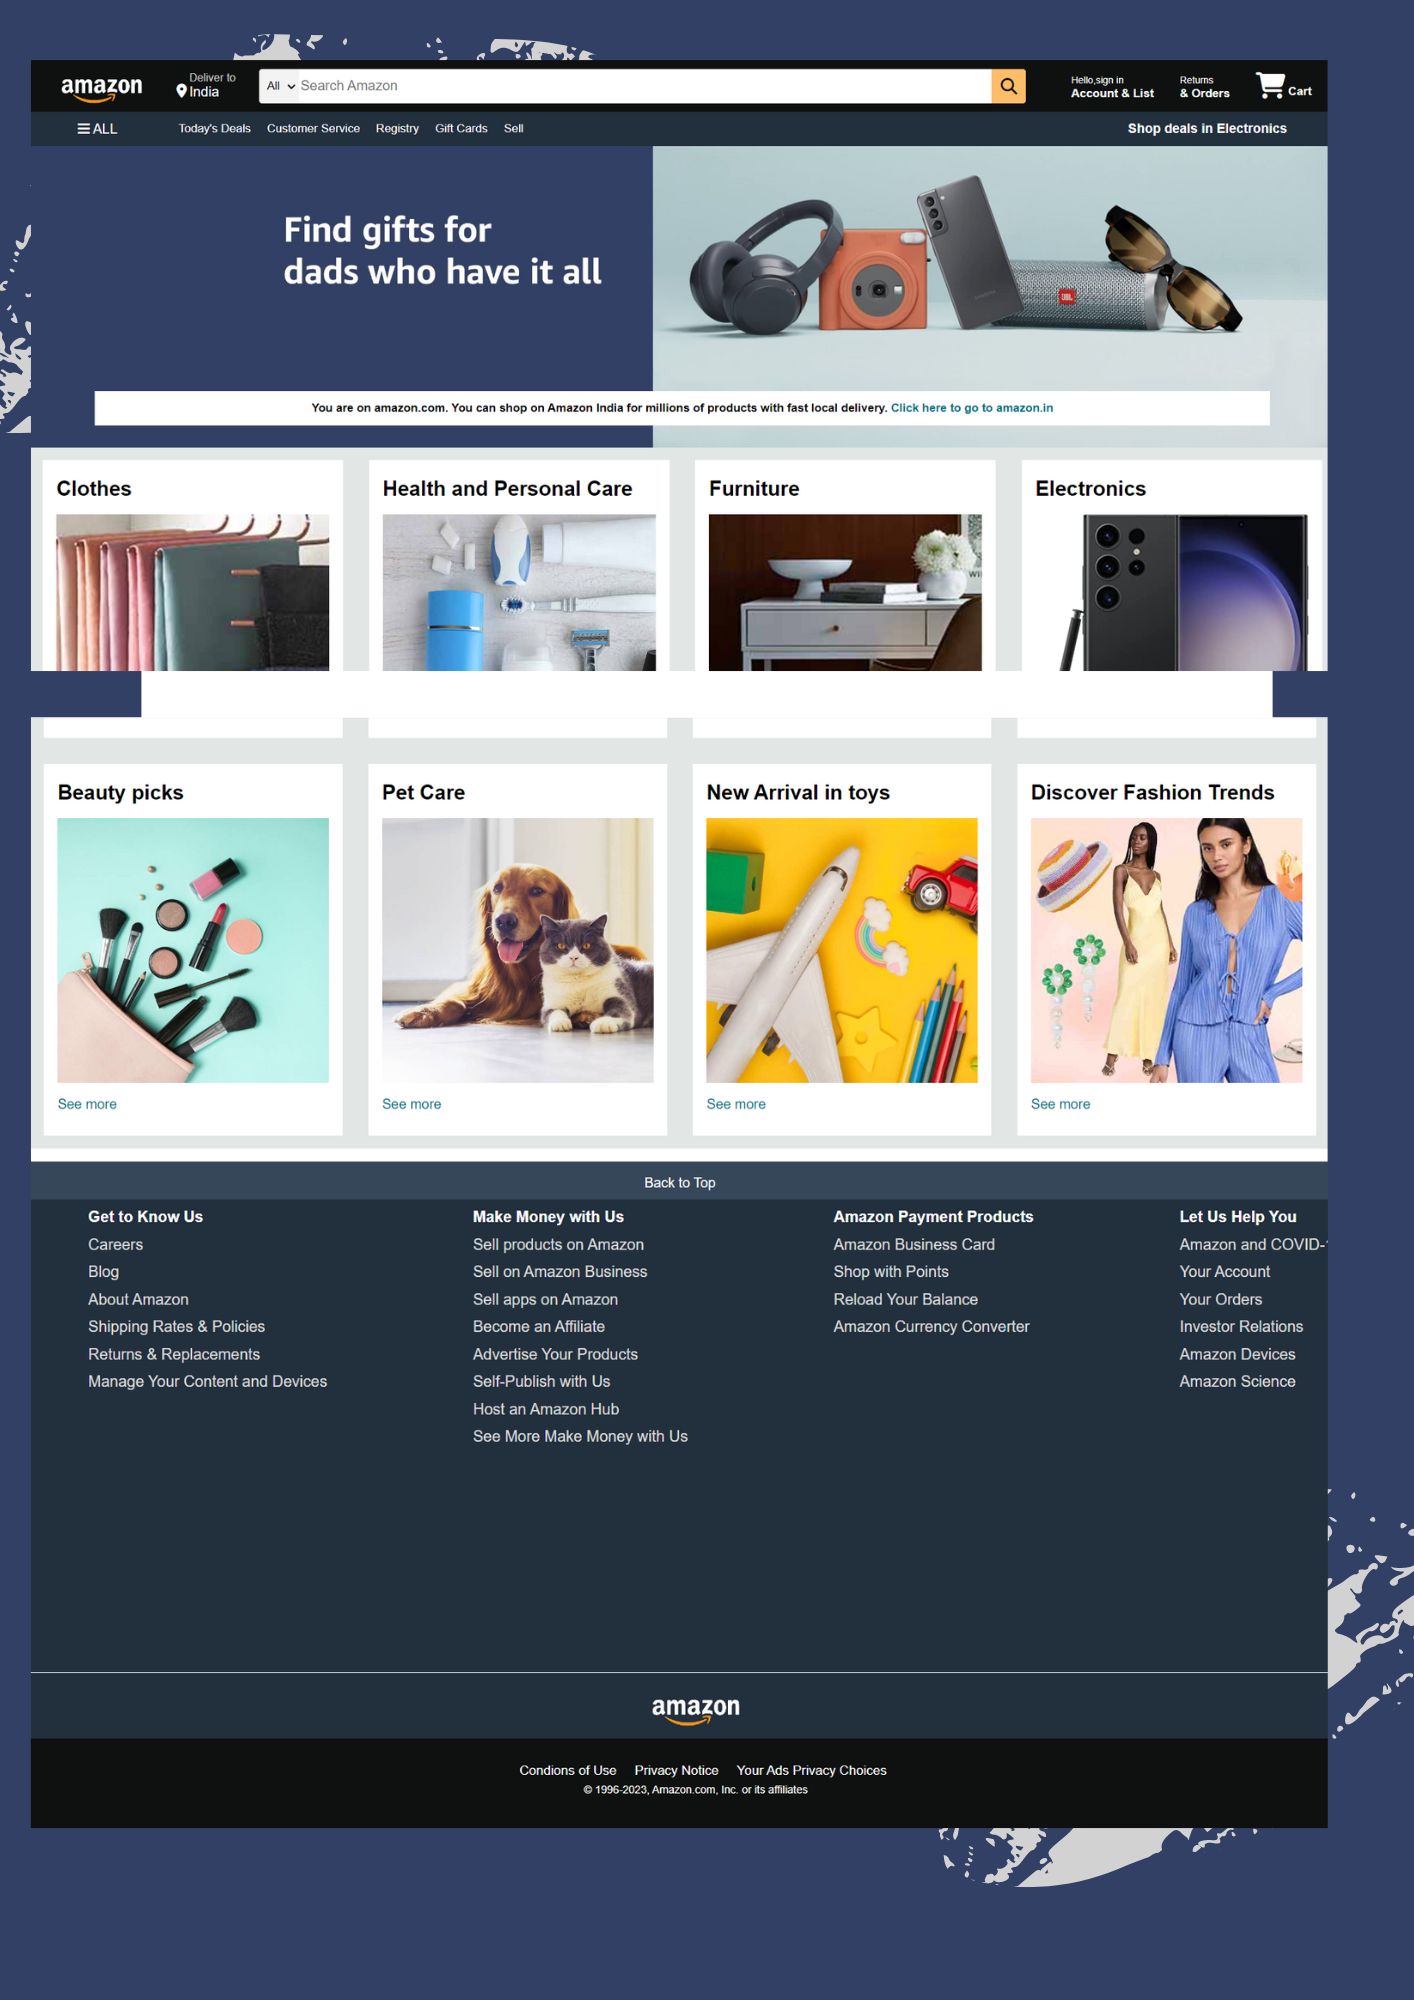 amazon
Deliver to
India
All
Search Amazon
Hello,sign in
Account & List
Returns
& Orders
Cart
ALL
Today's Deals
Customer Service
Registry
Gift Cards
Sell
Shop deals in Electronics
Find gifts for
dads who have it all
SAMSUNG
JBL
You are on amazon.com. You can shop on Amazon India for millions of products with fast local delivery. Click here to go to amazon.in
Clothes
Health and Personal Care
Furniture
Electronics
Beauty picks
Pet Care
New Arrival in toys
Discover Fashion Trends
See more
See more
See more
See more
Back to Top
Get to Know Us
Careers
Blog
About Amazon
Shipping Rates & Policies
Returns & Replacements
Manage Your Content and Devices
Make Money with Us
Sell products on Amazon
Sell on Amazon Business
Sell apps on Amazon
Become an Affiliate
Advertise Your Products
Self-Publish with Us
Host an Amazon Hub
See More Make Money with Us
Amazon Payment Products
Amazon Business Card
Shop with Points
Reload Your Balance
Amazon Currency Converter
Let Us Help You
Amazon and COVID-
Your Account
Your Orders
Investor Relations
Amazon Devices
Amazon Science
amazon
Condions of Use
Privacy Notice
Your Ads Privacy Choices
© 1996-2023, Amazon.com, Inc. or its affiliates